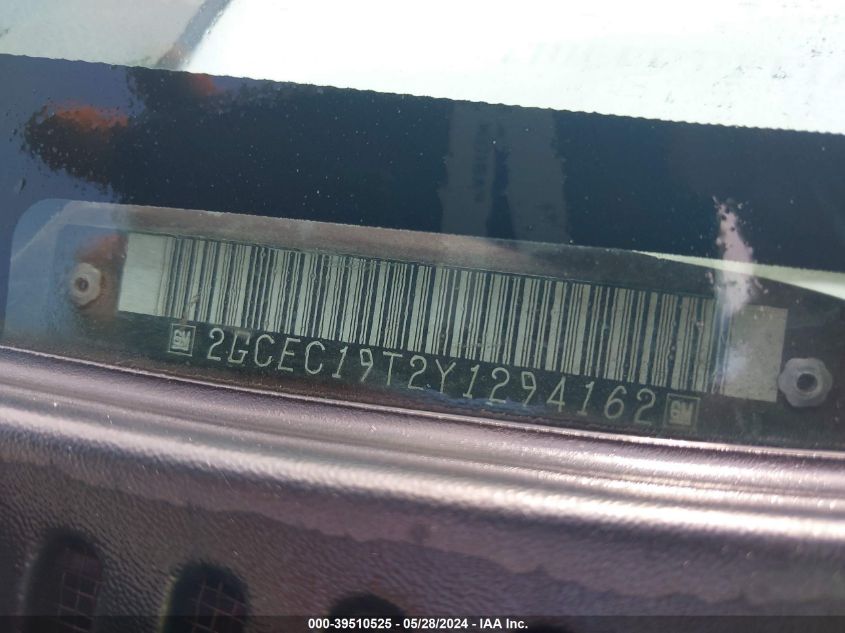 GM 2GCEC19T2Y1294162 GM
000-39510525 - 05/28/2024 - IAA Inc.